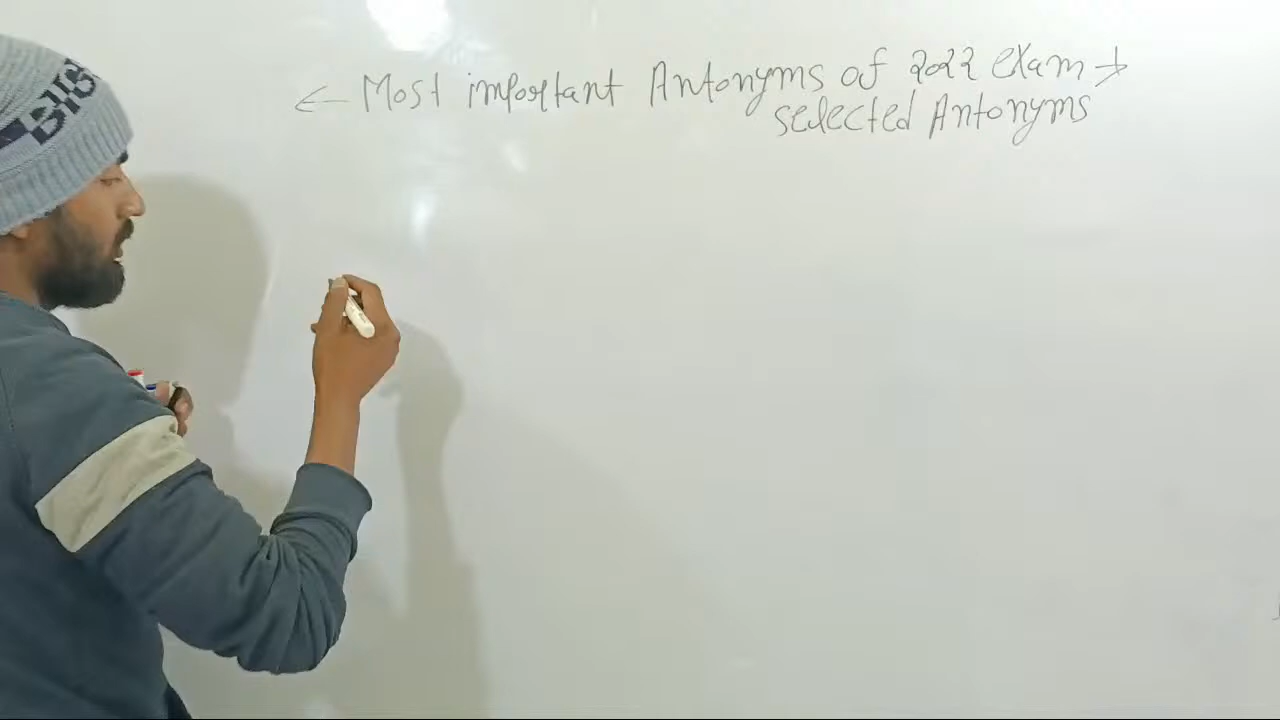 ← Most important Antonyms of 2022 exam →
selected Antonyms